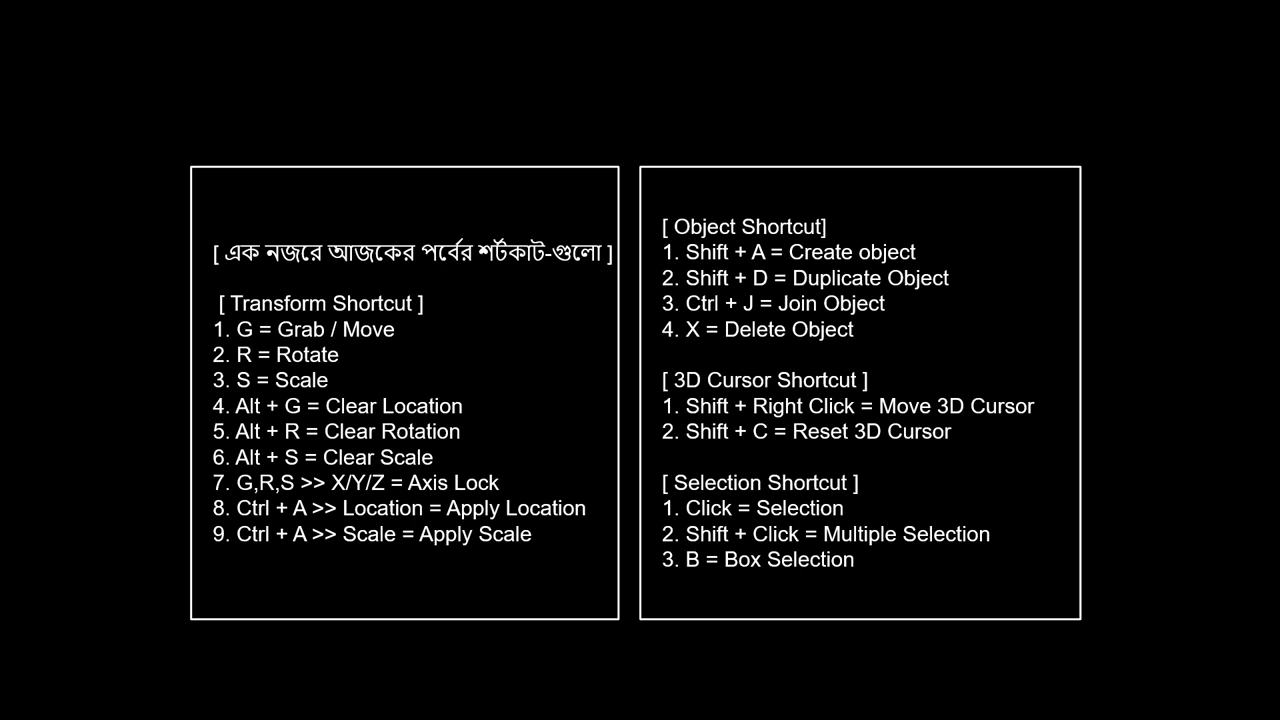 [ এক নজরে আজকের পর্বের শর্টকাট-গুলো ]
[ Transform Shortcut ]
1. G = Grab / Move
2. R = Rotate
3. S = Scale
4. Alt + G = Clear Location
5. Alt + R = Clear Rotation
6. Alt + S = Clear Scale
7. G,R,S >> X/Y/Z = Axis Lock
8. Ctrl + A >> Location = Apply Location
9. Ctrl + A >> Scale = Apply Scale
[ Object Shortcut]
1. Shift + A = Create object
2. Shift + D = Duplicate Object
3. Ctrl + J = Join Object
4. X = Delete Object
[ 3D Cursor Shortcut ]
1. Shift + Right Click = Move 3D Cursor
2. Shift + C = Reset 3D Cursor
[ Selection Shortcut ]
1. Click = Selection
2. Shift + Click = Multiple Selection
3. B = Box Selection